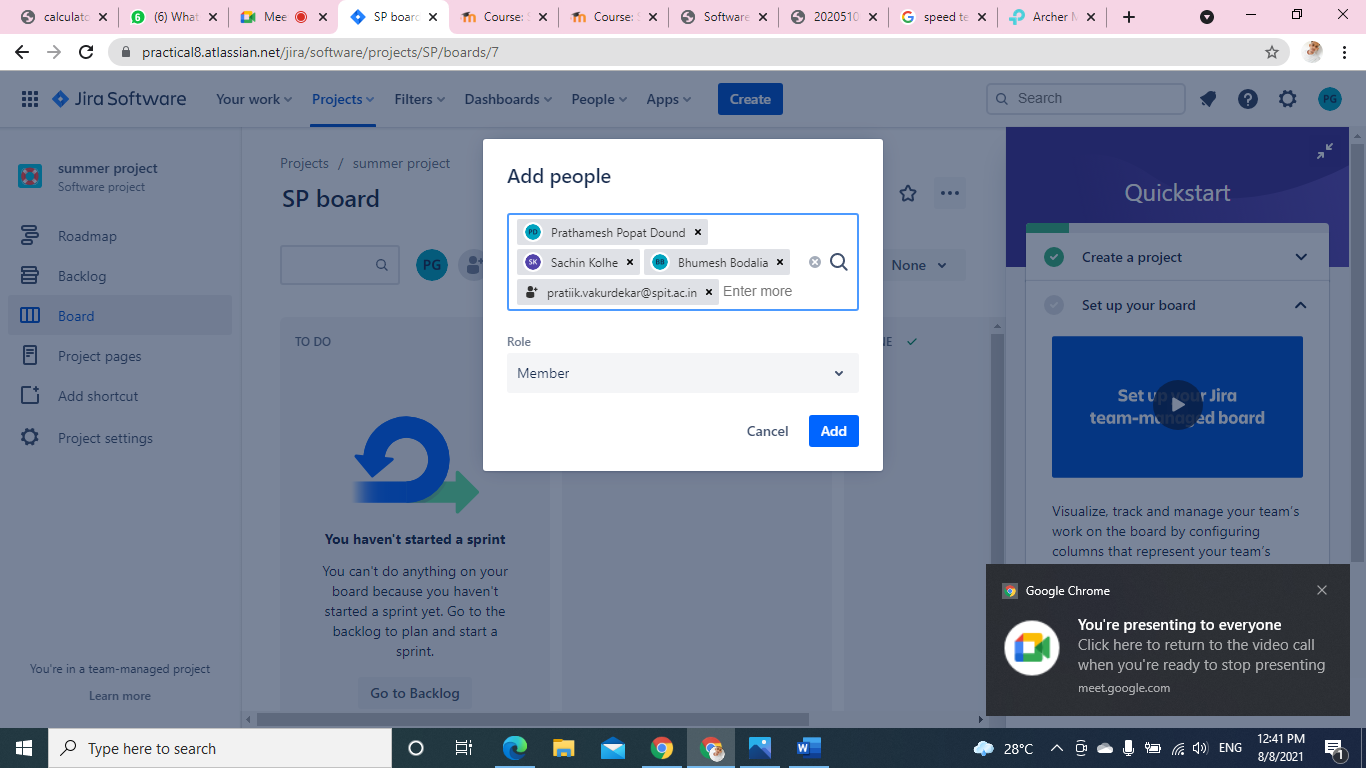 calculato
(6) What
Mee
SP boar
Course: S
Course: S
Software
20200510
speed te
Archer M
practical8.atlassian.net/jira/software/projects/SP/boards/7
Jira Software
Your work
Projects
Filters
Dashboards
People
Apps
Create
Search
PG
summer project
Software project
Roadmap
Backlog
Board
Project pages
Add shortcut
Project settings
You're in a team-managed project
Learn more
Projects / summer project
SP board
PG
None
TO DO
NE
You haven't started a sprint
You can't do anything on your
board because you haven't
started a sprint yet. Go to the
backlog to plan and start a
sprint.
Go to Backlog
Add people
PD Prathamesh Popat Dound
SK Sachin Kolhe
BB Bhumesh Bodalia
pratiik.vakurdekar@spit.ac.in
Enter more
Role
Member
Cancel
Add
Quickstart
Create a project
Set up your board
Set up your Jira
team-managed board
Visualize, track and manage your team's
work on the board by configuring
columns that represent your team's
Google Chrome
You're presenting to everyone
Click here to return to the video call
when you're ready to stop presenting
meet.google.com
Type here to search
28°C
ENG
12:41 PM
8/8/2021
1